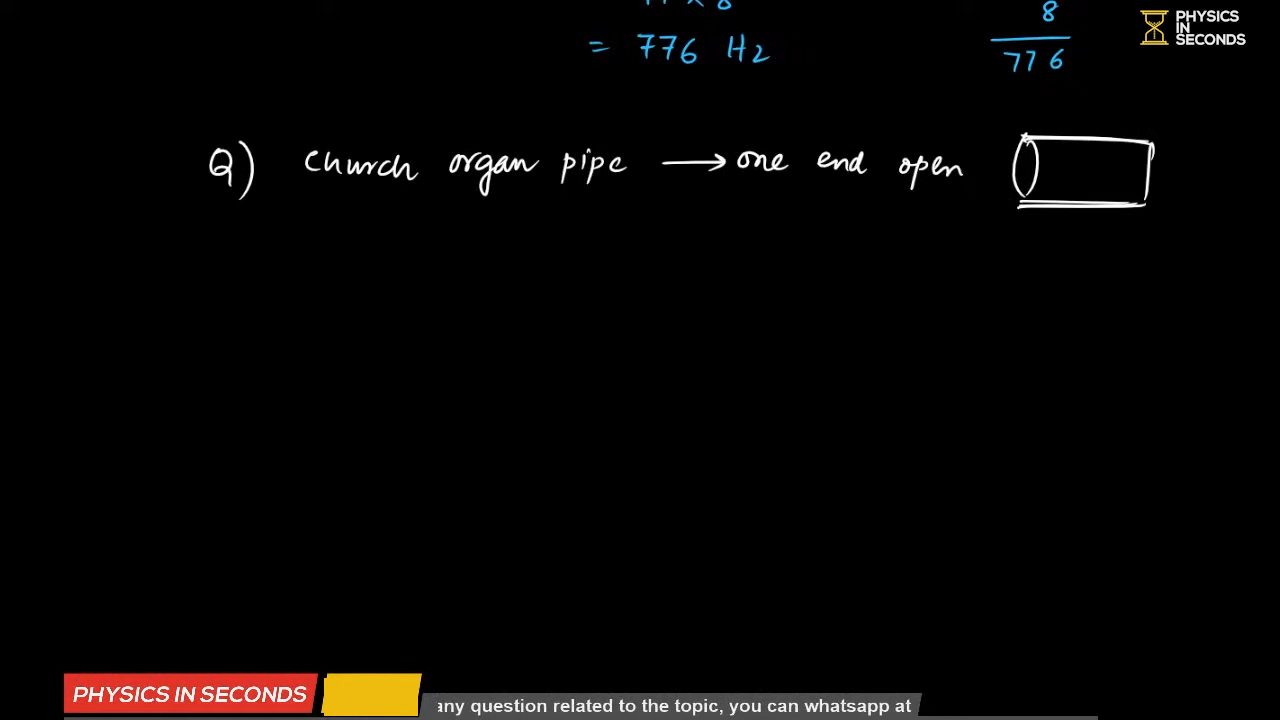 8
= 776 Hz
8
776
PHYSICS
IN
SECONDS
Q) Church organ pipe → one end open
PHYSICS IN SECONDS
any question related to the topic, you can whatsapp at